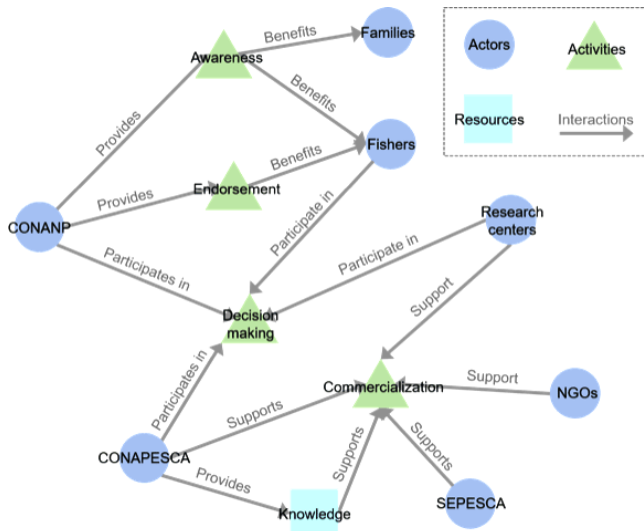 Families
Benefits
Awareness
Actors
Activities
Benefits
Resources
Interactions
Provides
Fishers
Benefits
Endorsement
Provides
CONANP
Participate in
Research
centers
Participates in
Participate in
Support
Decision
making
Participates in
Commercialization
Support
NGOs
Supports
CONAPESCA
Supports
Supports
Provides
SEPESCA
Knowledge